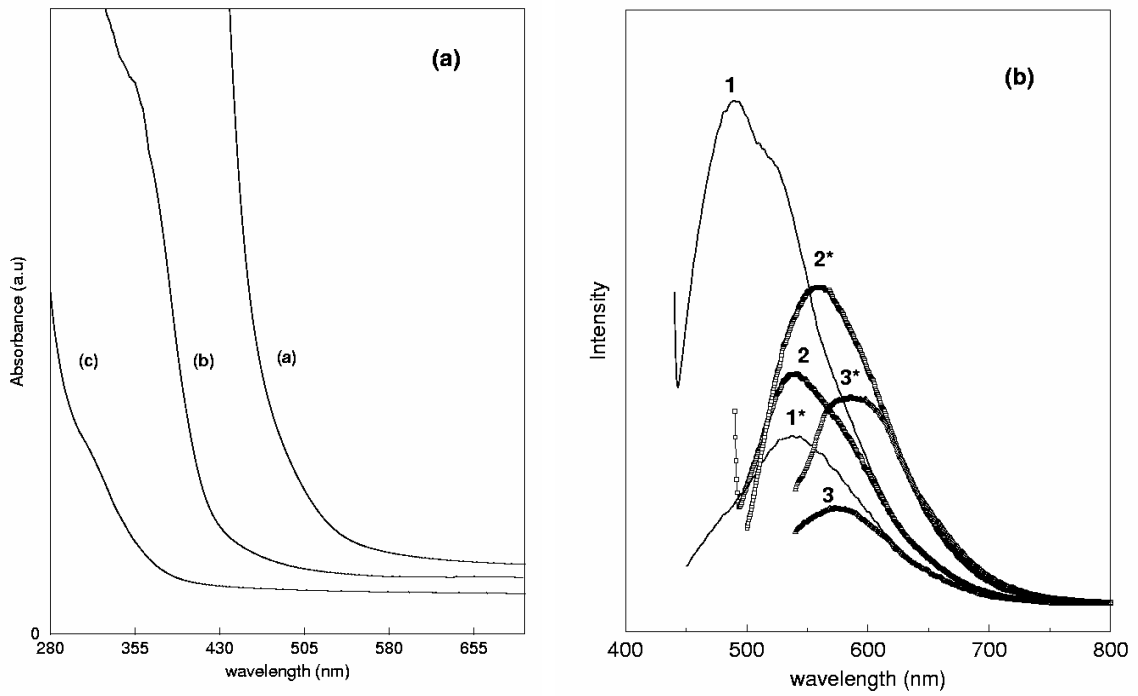 (a)
Absorbance (a.u)
(c)
(b)
(a)
0
280 355 430 505 580 655
wavelength (nm)
(b)
1
2*
2
3*
1*
3
Intensity
400 500 600 700 800
wavelength (nm)